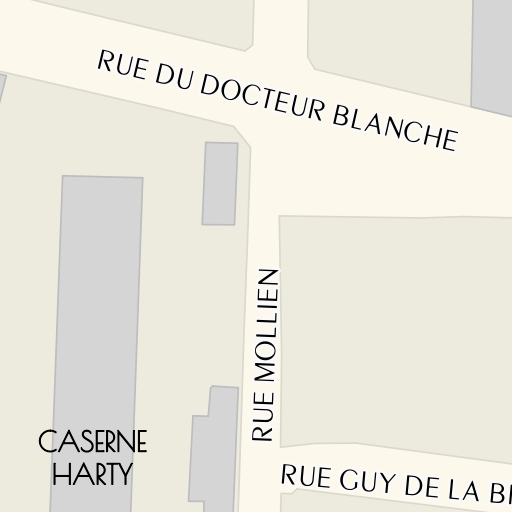 RUE DU DOCTEUR BLANCHE
RUE MOLLIEN
CASERNE
HARTY
RUE GUY DE LA